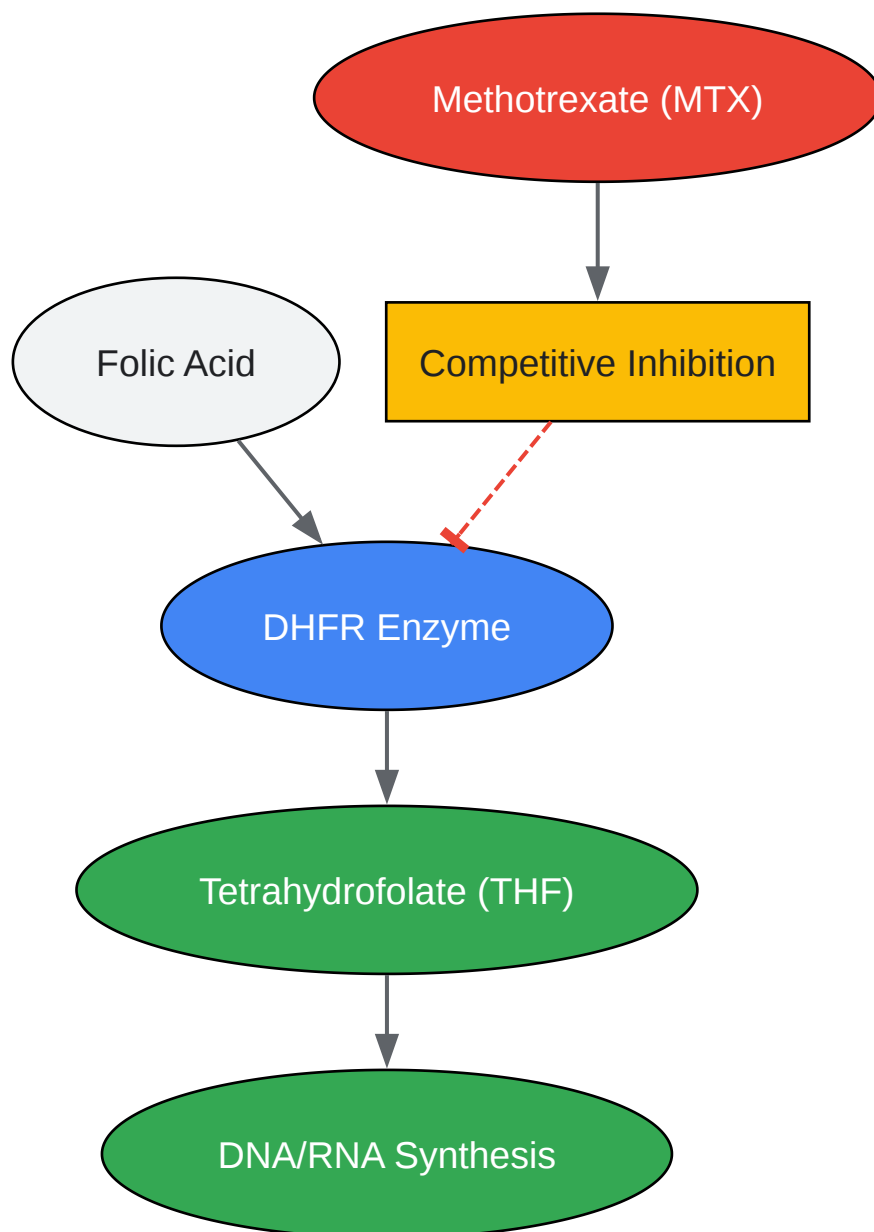 Methotrexate (MTX)
Folic Acid
Competitive Inhibition
DHFR Enzyme
Tetrahydrofolate (THF)
DNA/RNA Synthesis